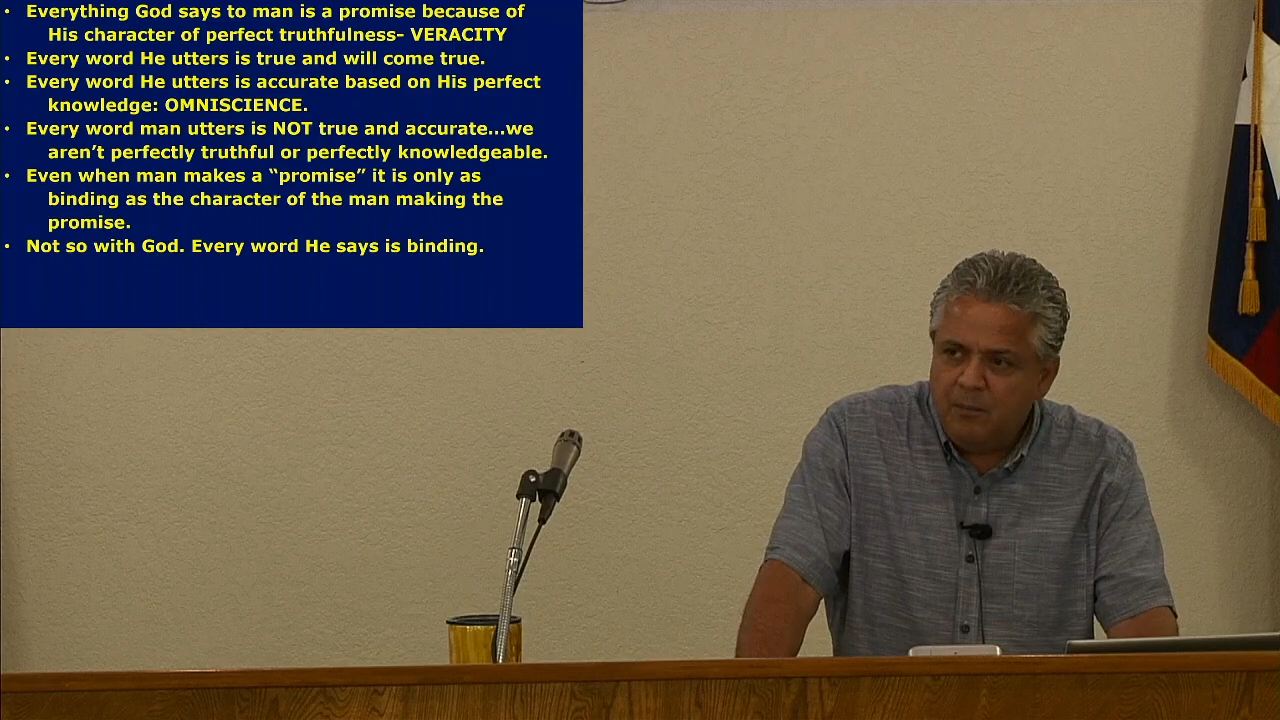 • Everything God says to man is a promise because of
His character of perfect truthfulness- VERACITY
• Every word He utters is true and will come true.
• Every word He utters is accurate based on His perfect
knowledge: OMNISCIENCE.
• Every word man utters is NOT true and accurate...we
aren’t perfectly truthful or perfectly knowledgeable.
• Even when man makes a “promise” it is only as
binding as the character of the man making the
promise.
• Not so with God. Every word He says is binding.